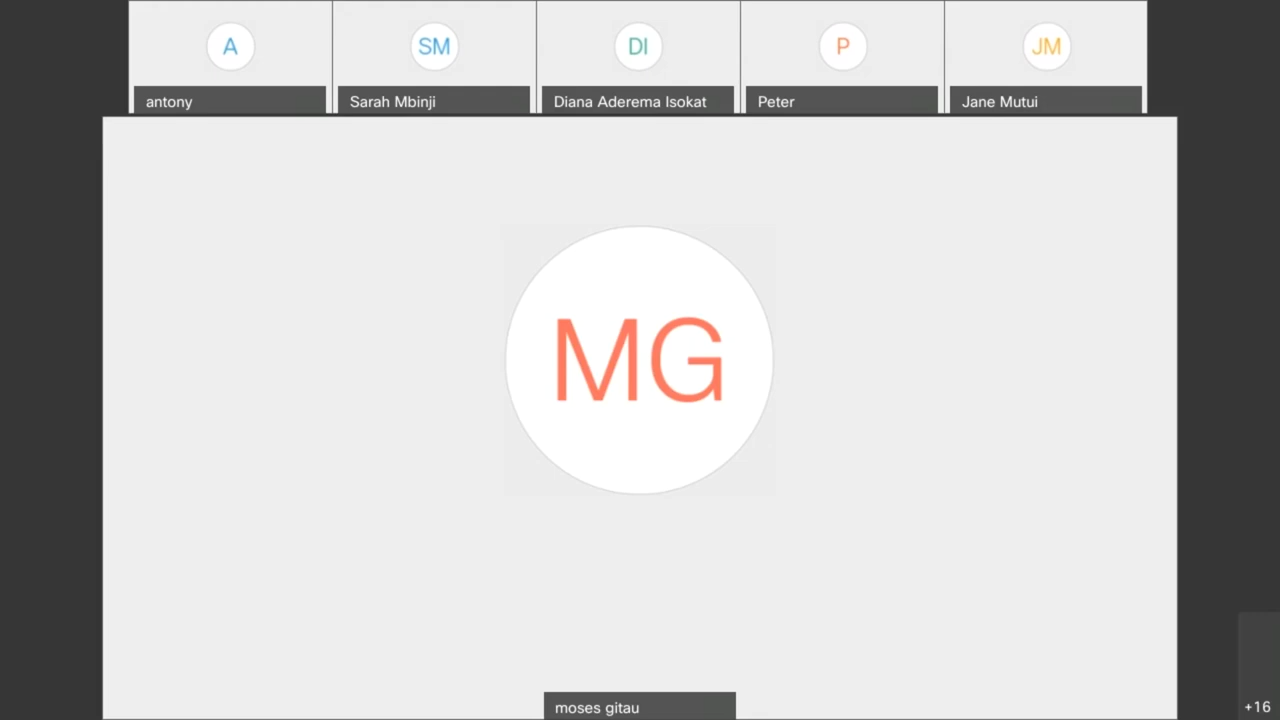 A
SM
DI
P
JM
antony
Sarah Mbinji
Diana Aderema Isokat
Peter
Jane Mutui
MG
moses gitau
+16